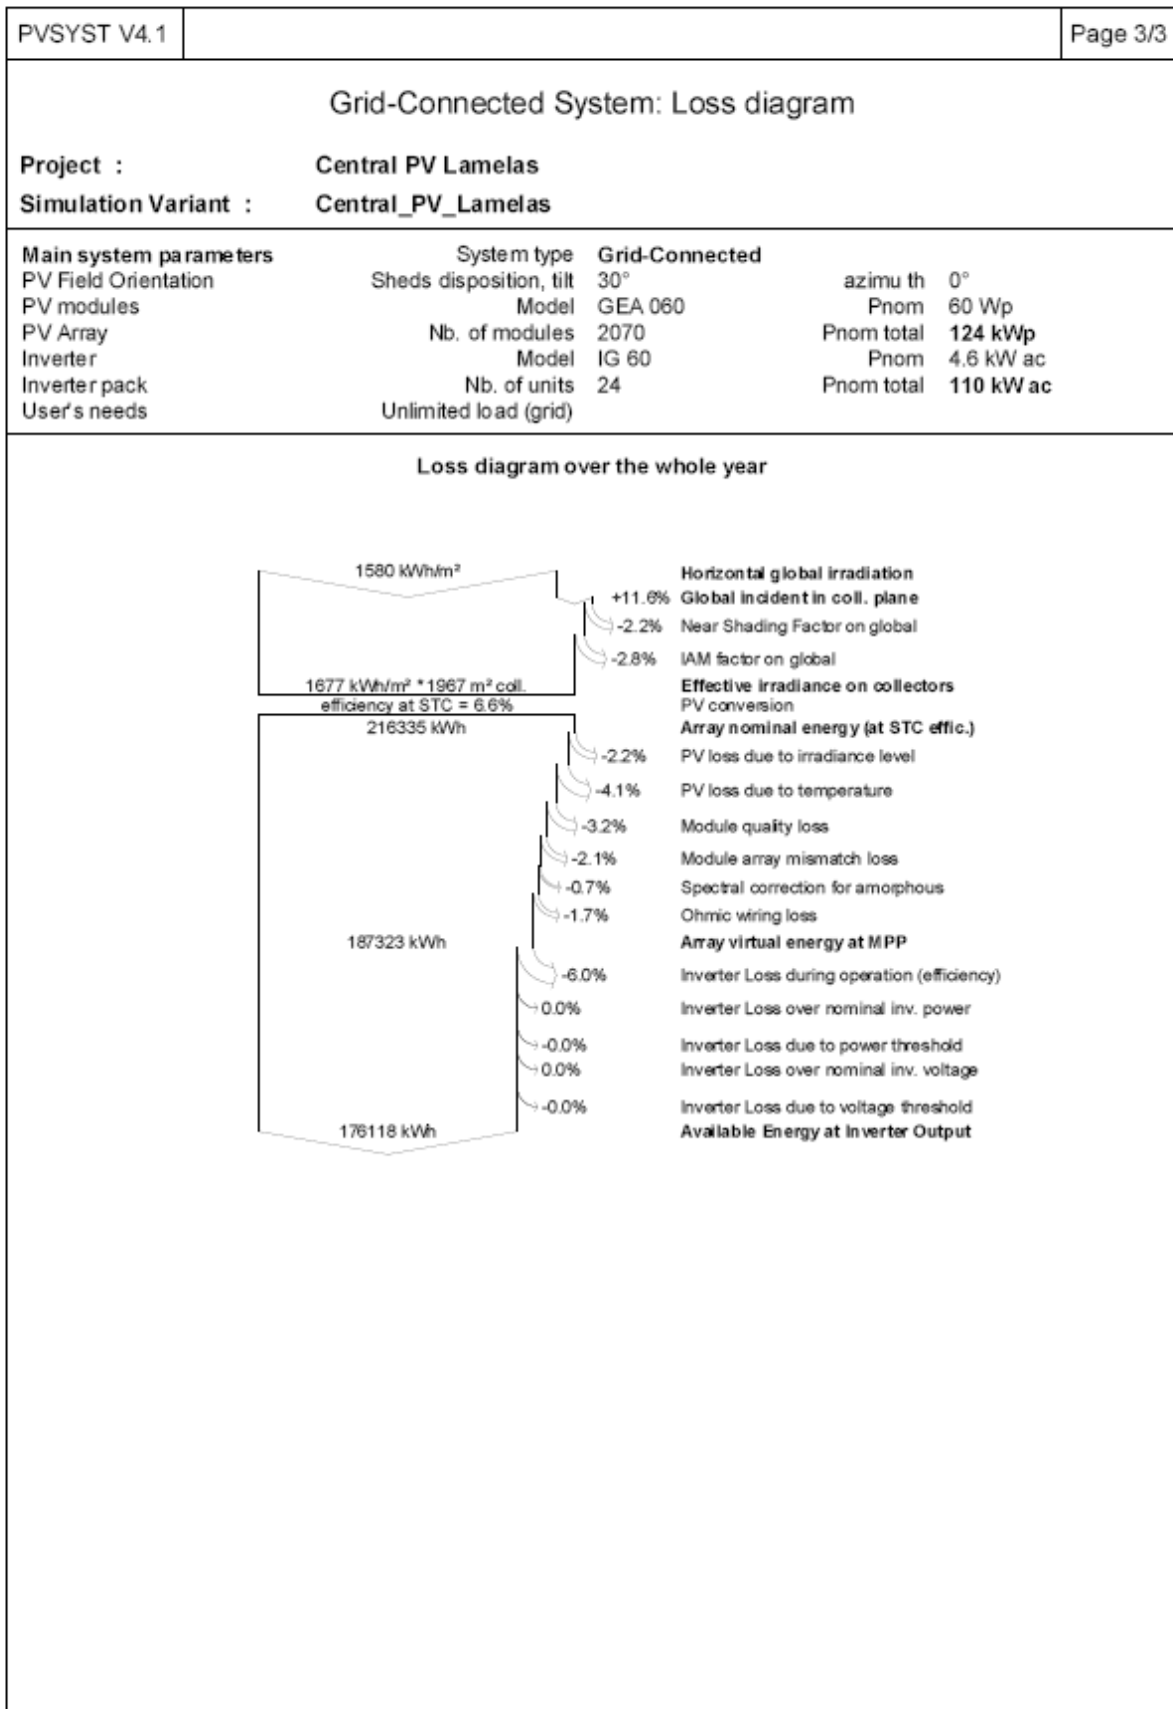 PVSYST V4.1 Page 3/3
Grid-Connected System: Loss diagram
Project : Central PV Lamelas
Simulation Variant : Central_PV_Lamelas
Main system parameters System type Grid-Connected
PV Field Orientation Sheds disposition, tilt 30° azimuth 0°
PV modules Model GEA 060 Pnom 60 Wp
PV Array Nb. of modules 2070 Pnom total 124 kWp
Inverter Model IG 60 Pnom 4.6 kW ac
Inverter pack Nb. of units 24 Pnom total 110 kW ac
User's needs Unlimited load (grid)
Loss diagram over the whole year
1580 kWh/m² Horizontal global irradiation
+11.6% Global incident in coll. plane
-2.2% Near Shading Factor on global
-2.8% IAM factor on global
1677 kWh/m² * 1967 m² coll. Effective irradiance on collectors
efficiency at STC = 6.6% PV conversion
216335 kWh Array nominal energy (at STC effic.)
-2.2% PV loss due to irradiance level
-4.1% PV loss due to temperature
-3.2% Module quality loss
-2.1% Module array mismatch loss
-0.7% Spectral correction for amorphous
-1.7% Ohmic wiring loss
187323 kWh Array virtual energy at MPP
-6.0% Inverter Loss during operation (efficiency)
0.0% Inverter Loss over nominal inv. power
-0.0% Inverter Loss due to power threshold
0.0% Inverter Loss over nominal inv. voltage
-0.0% Inverter Loss due to voltage threshold
176118 kWh Available Energy at Inverter Output